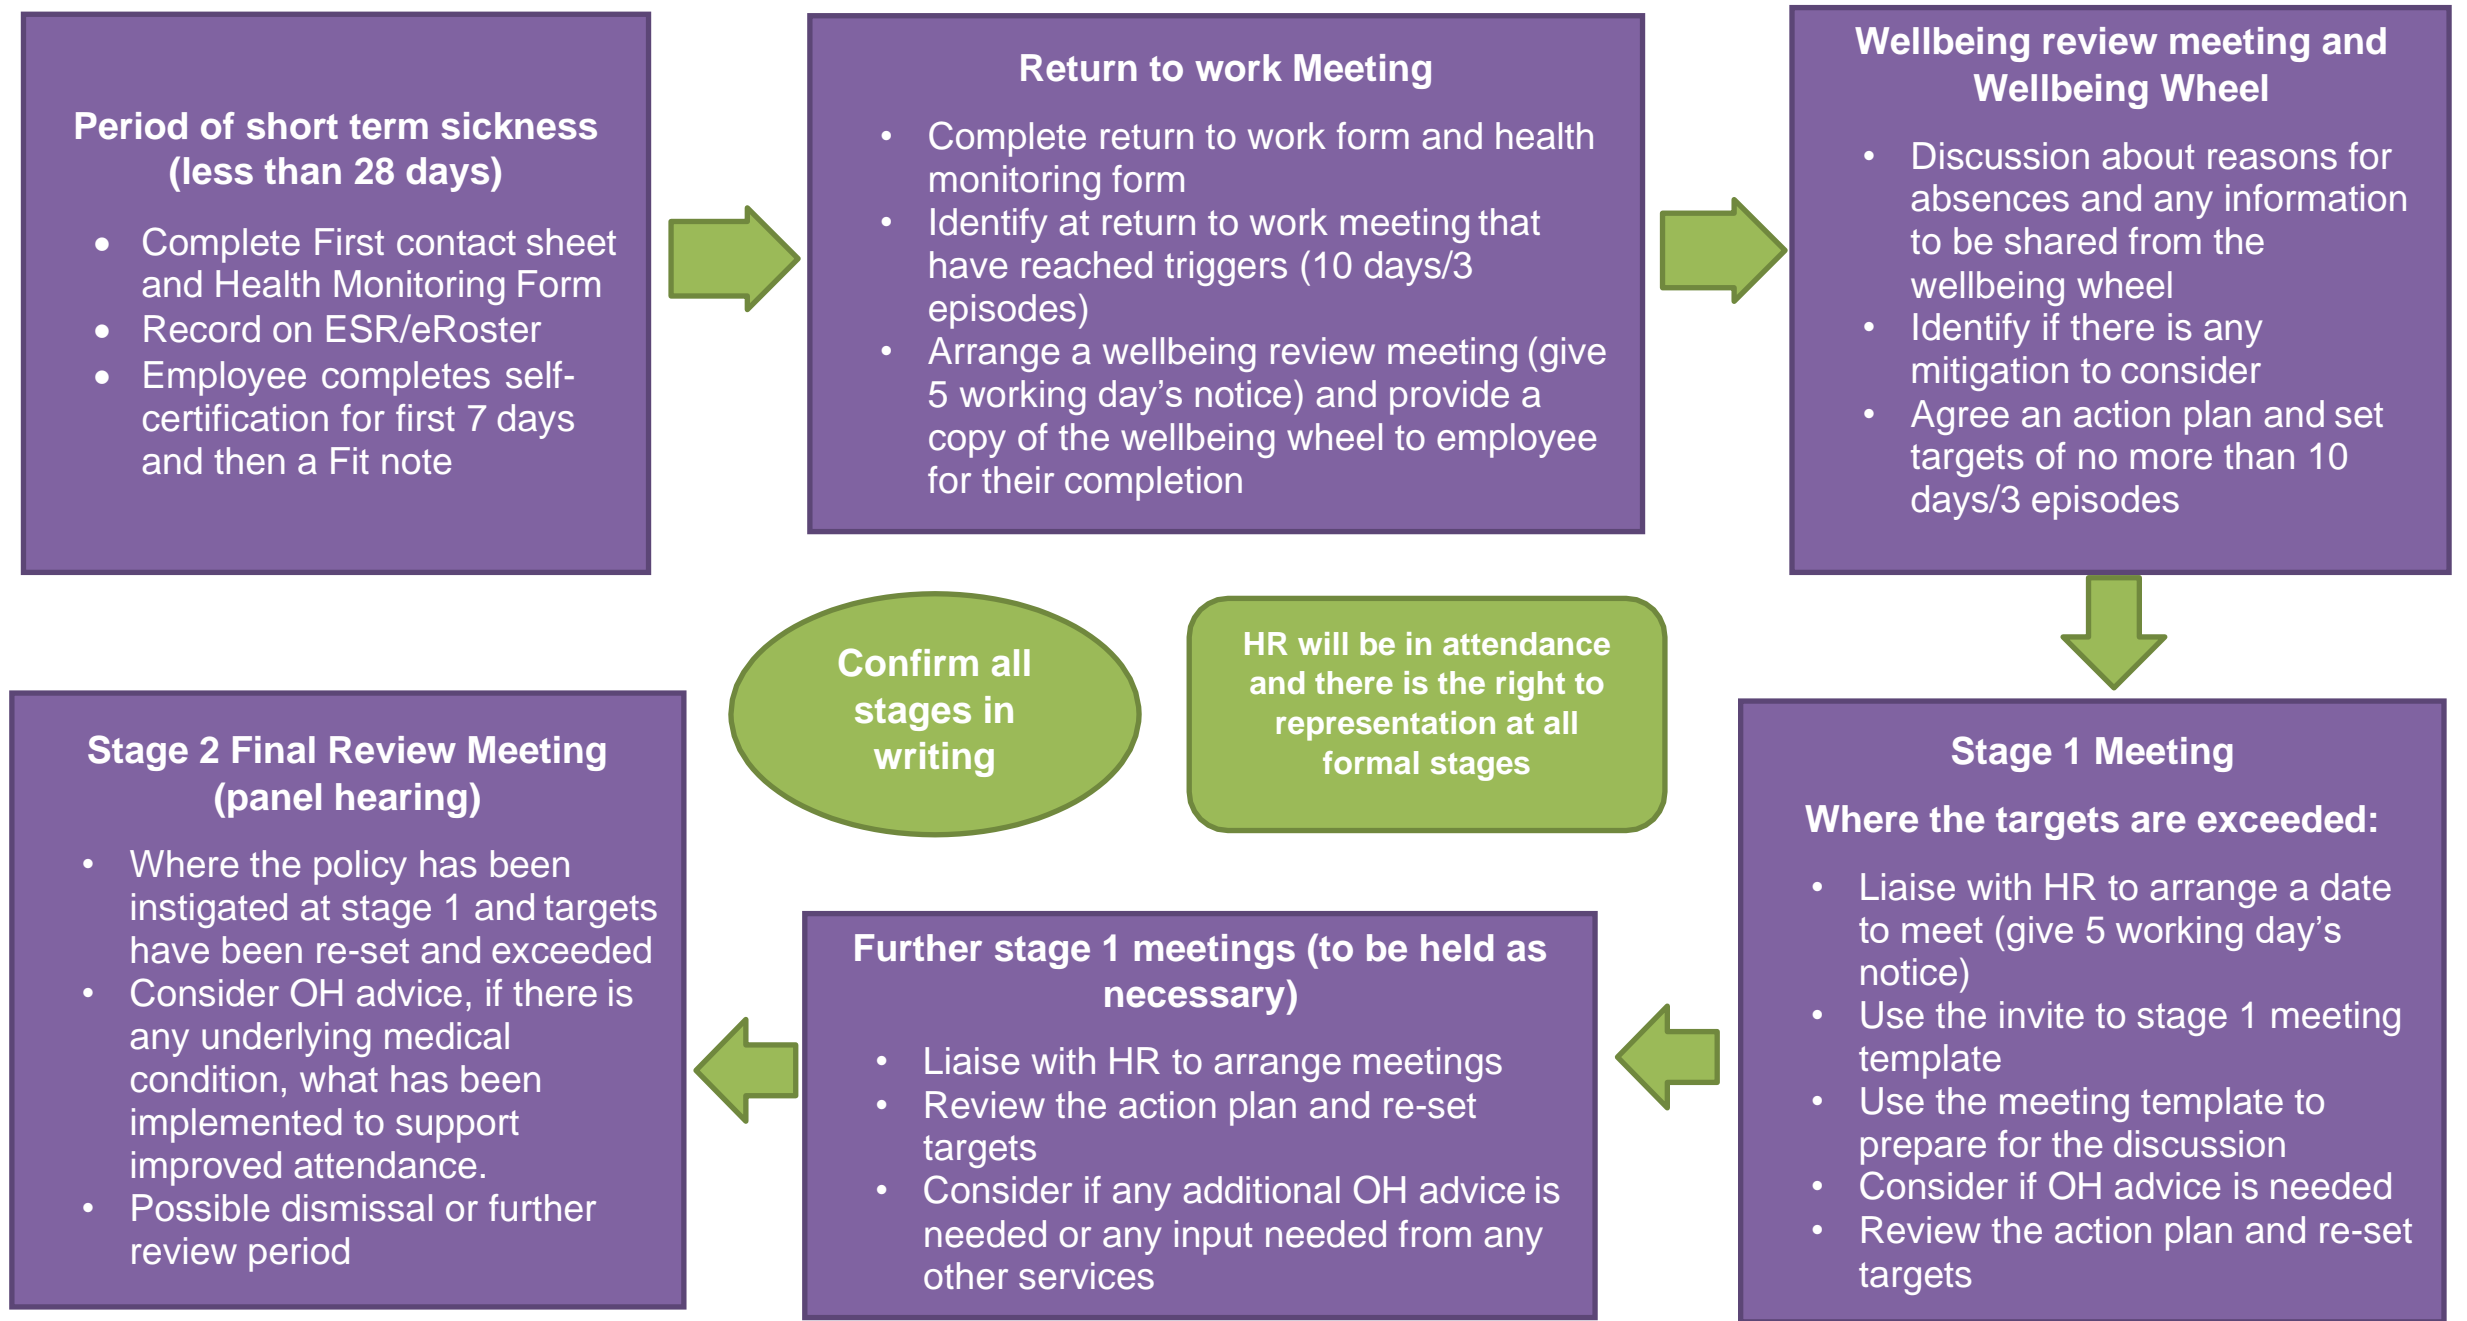 Period of short term sickness
(less than 28 days)
• Complete First contact sheet
and Health Monitoring Form
• Record on ESR/eRoster
• Employee completes self-
certification for first 7 days
and then a Fit note
Return to work Meeting
• Complete return to work form and health
monitoring form
• Identify at return to work meeting that
have reached triggers (10 days/3
episodes)
• Arrange a wellbeing review meeting (give
5 working day’s notice) and provide a
copy of the wellbeing wheel to employee
for their completion
Wellbeing review meeting and
Wellbeing Wheel
• Discussion about reasons for
absences and any information
to be shared from the
wellbeing wheel
• Identify if there is any
mitigation to consider
• Agree an action plan and set
targets of no more than 10
days/3 episodes
Confirm all
stages in
writing
HR will be in attendance
and there is the right to
representation at all
formal stages
Stage 1 Meeting
Where the targets are exceeded:
• Liaise with HR to arrange a date
to meet (give 5 working day’s
notice)
• Use the invite to stage 1 meeting
template
• Use the meeting template to
prepare for the discussion
• Consider if OH advice is needed
• Review the action plan and re-set
targets
Further stage 1 meetings (to be held as
necessary)
• Liaise with HR to arrange meetings
• Review the action plan and re-set
targets
• Consider if any additional OH advice is
needed or any input needed from any
other services
Stage 2 Final Review Meeting
(panel hearing)
• Where the policy has been
instigated at stage 1 and targets
have been re-set and exceeded
• Consider OH advice, if there is
any underlying medical
condition, what has been
implemented to support
improved attendance.
• Possible dismissal or further
review period